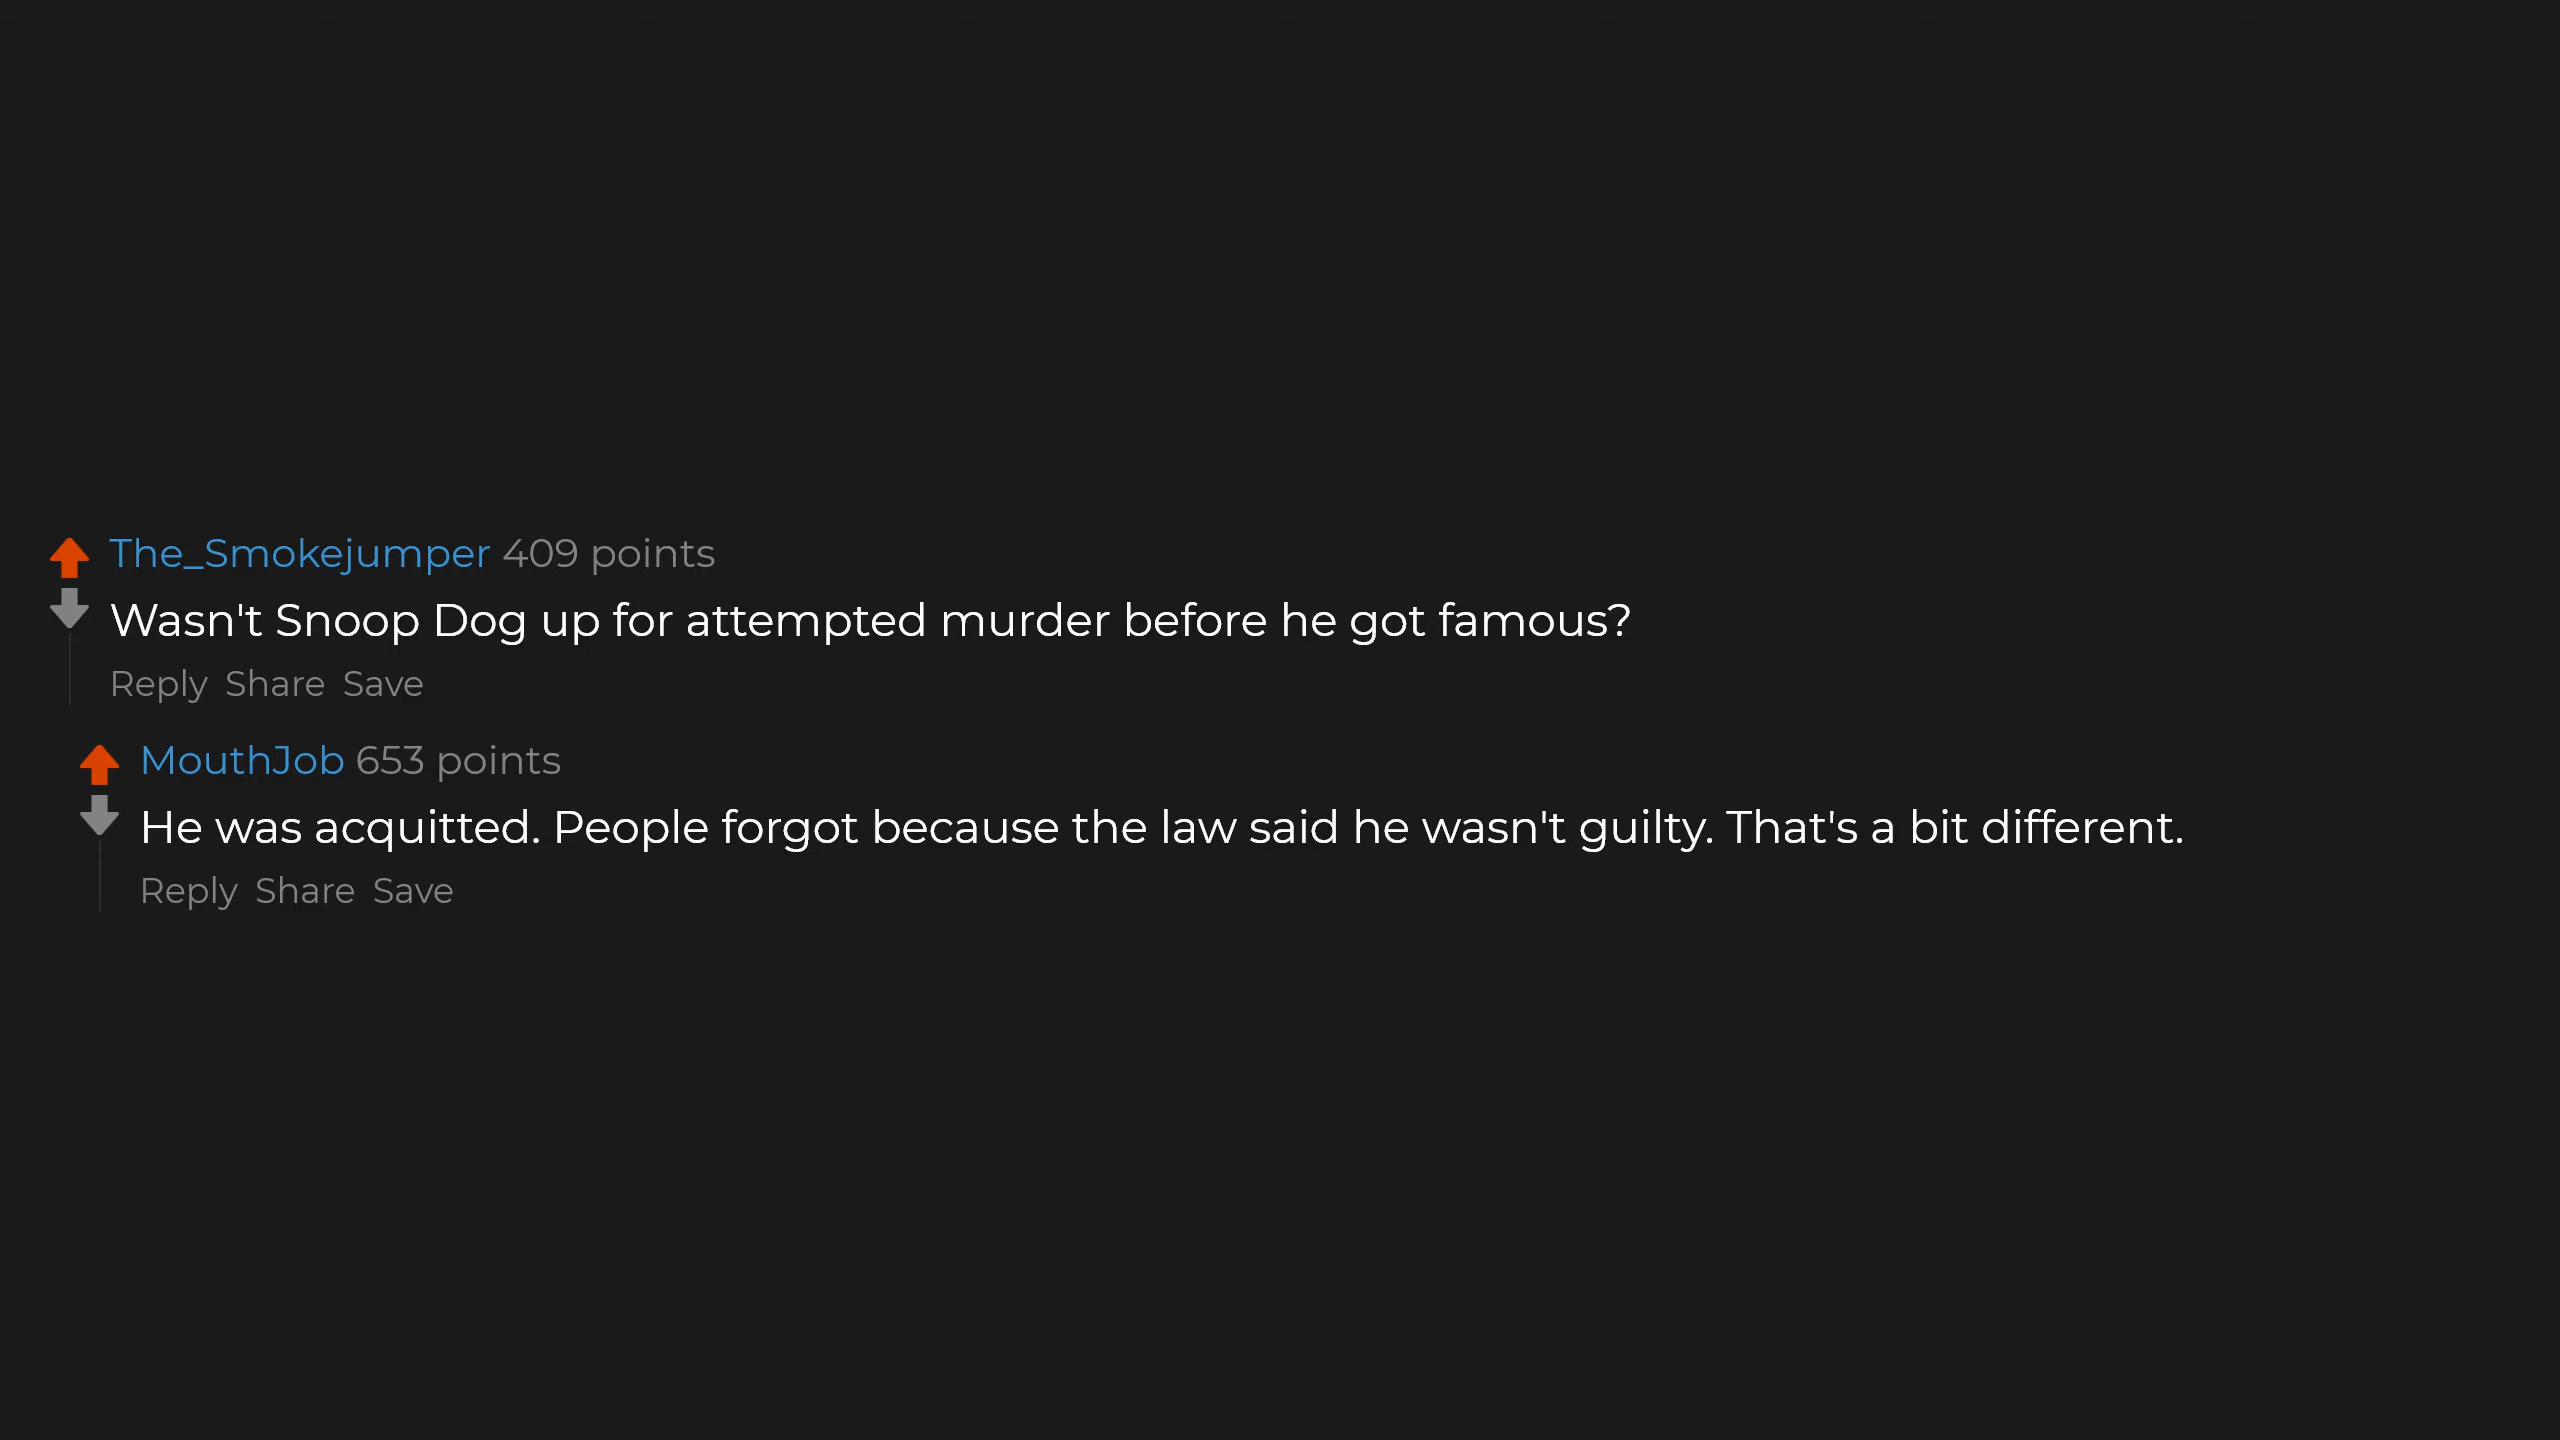 The_Smokejumper 409 points
Wasn't Snoop Dog up for attempted murder before he got famous?
Reply Share Save
MouthJob 653 points
He was acquitted. People forgot because the law said he wasn't guilty. That's a bit different.
Reply Share Save